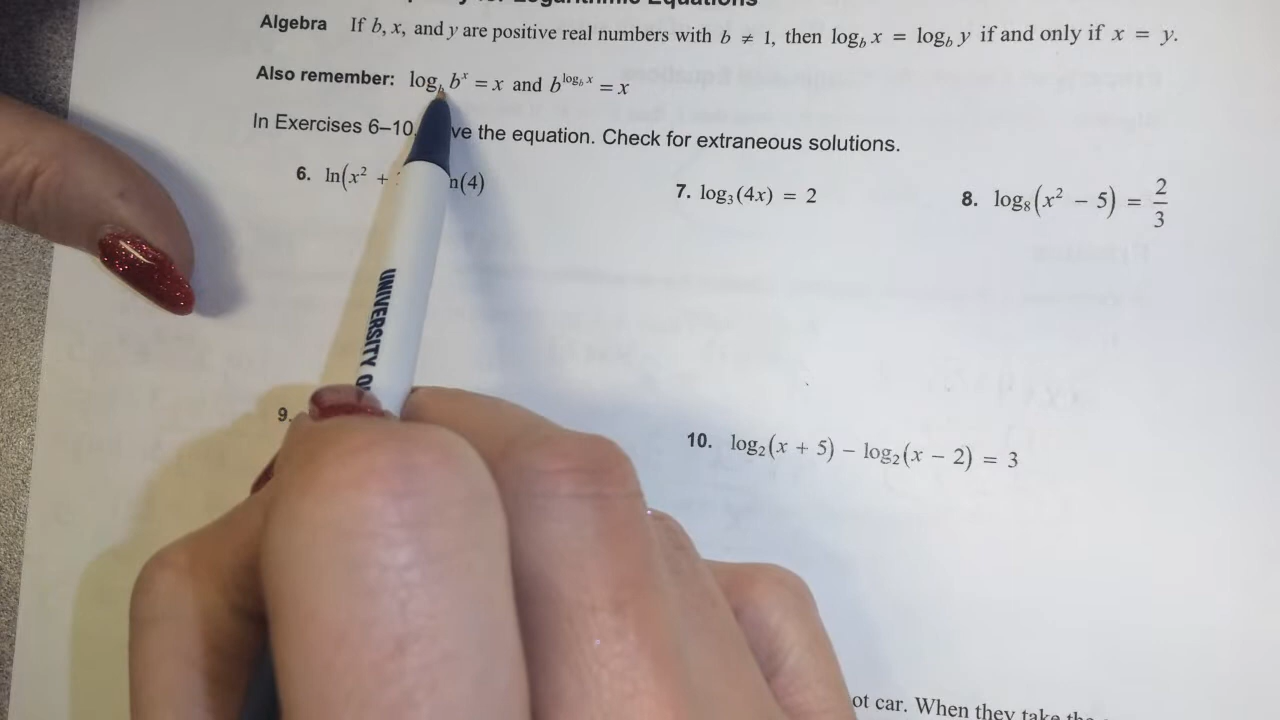 Logarithmic Equations
Algebra If b, x, and y are positive real numbers with b ≠ 1, then log_b x = log_b y if and only if x = y.
Also remember: log_b b^x = x and b^(log_b x) = x
In Exercises 6–10, the equation. Check for extraneous solutions.
6. ln(x² + n(4)
7. log₃(4x) = 2
8. log₈(x² − 5) = 2/3
UNIVERSITY
9.
10. log₂(x + 5) − log₂(x − 2) = 3
car. When they take